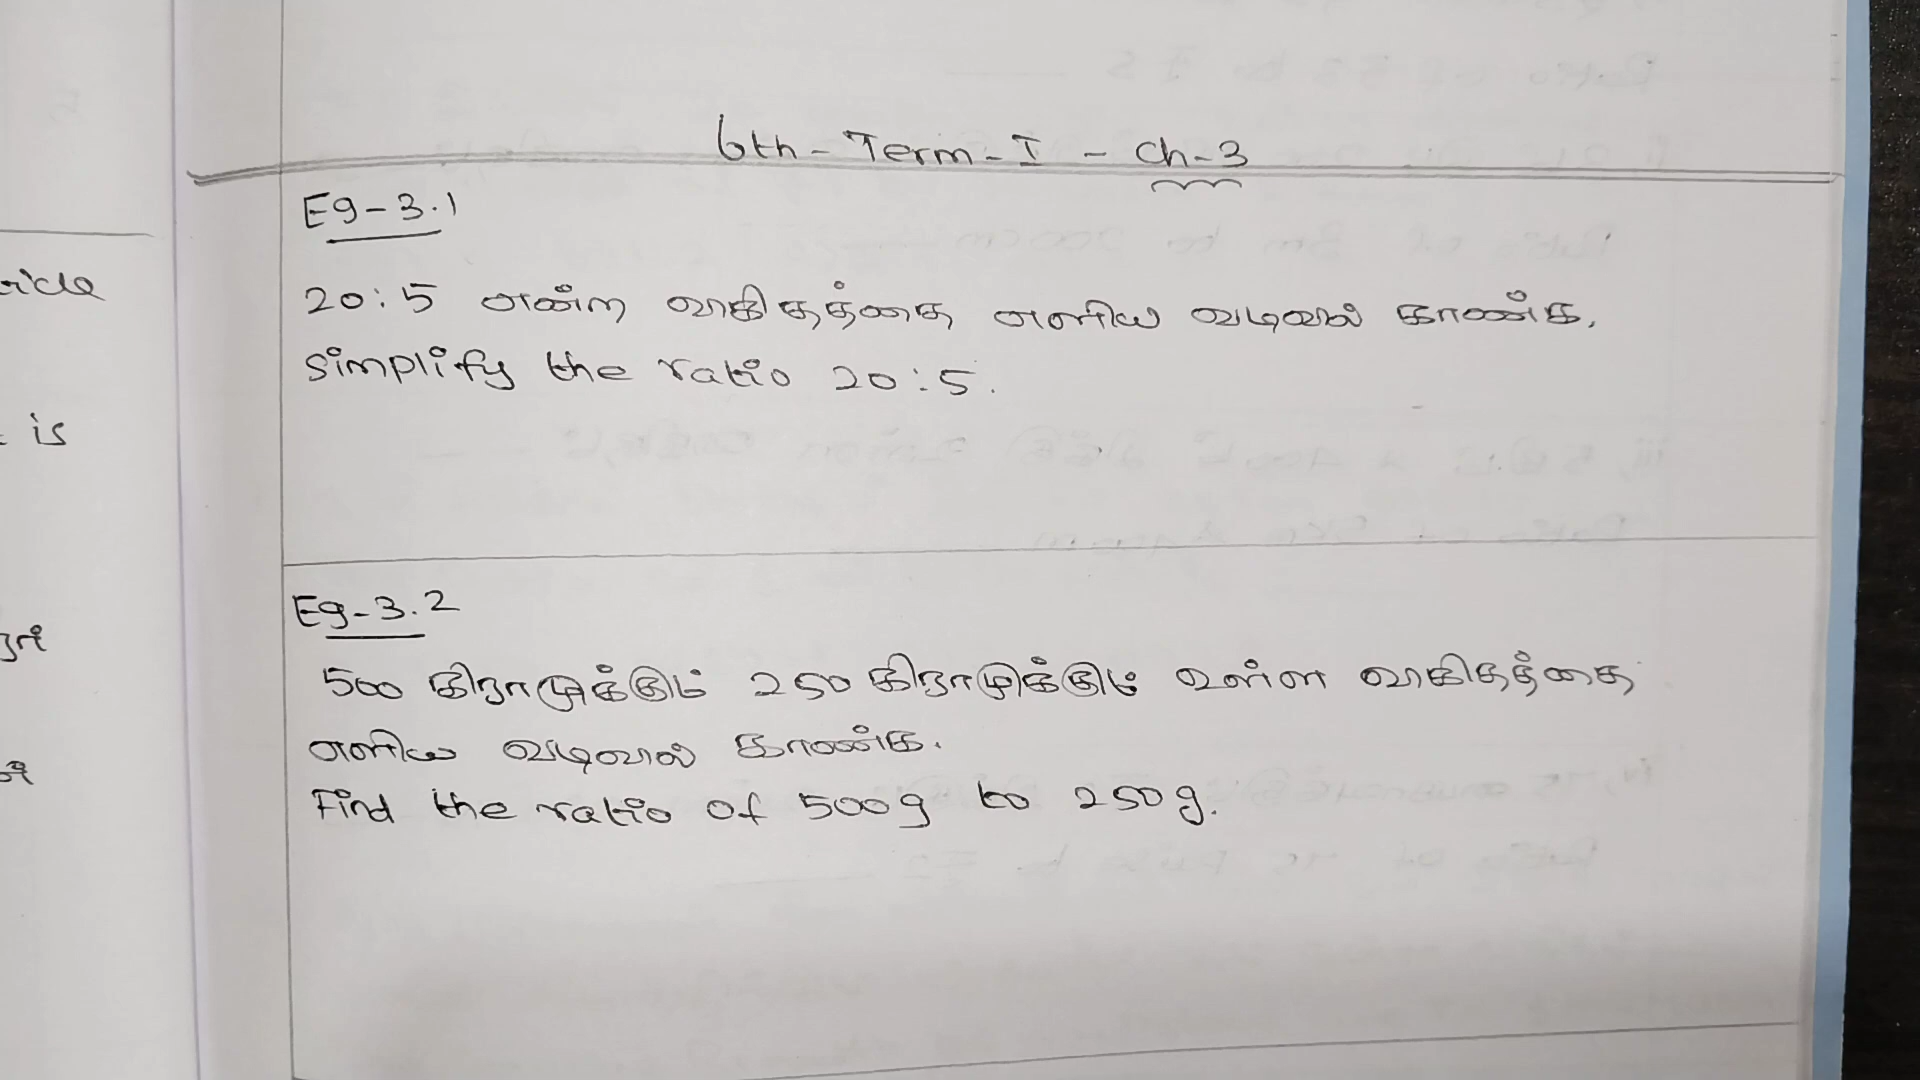 6th - Term - I - Ch-3
Eg-3.1
20:5 என்ற விகிதத்தை எளிய வடிவில் காண்க.
Simplify the ratio 20:5.
Eg-3.2
500 கிராமுக்கும் 250 கிராமுக்கும் உள்ள விகிதத்தை
எளிய வடிவில் காண்க.
Find the ratio of 500g to 250g.
is